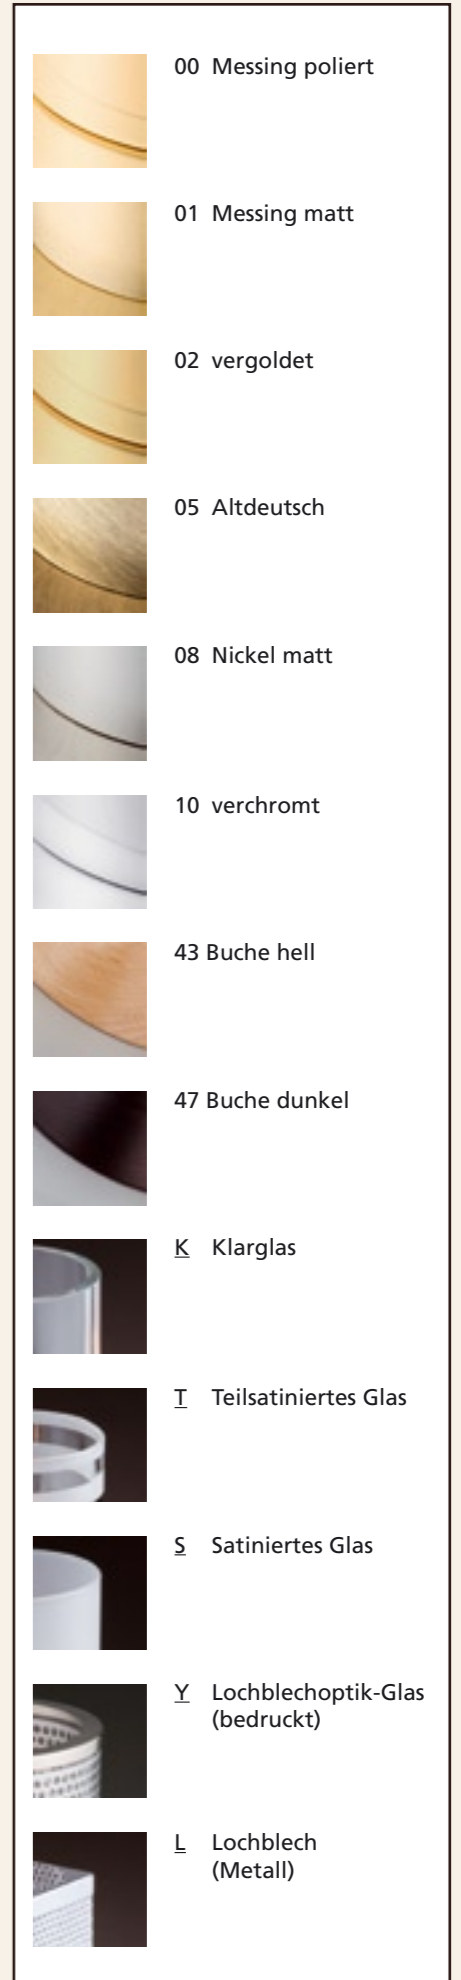 00 Messing poliert
01 Messing matt
02 vergoldet
05 Altdeutsch
08 Nickel matt
10 verchromt
43 Buche hell
47 Buche dunkel
K Klarglas
T Teilsatiniertes Glas
S Satiniertes Glas
Y Lochblechoptik-Glas
(bedruckt)
L Lochblech
(Metall)